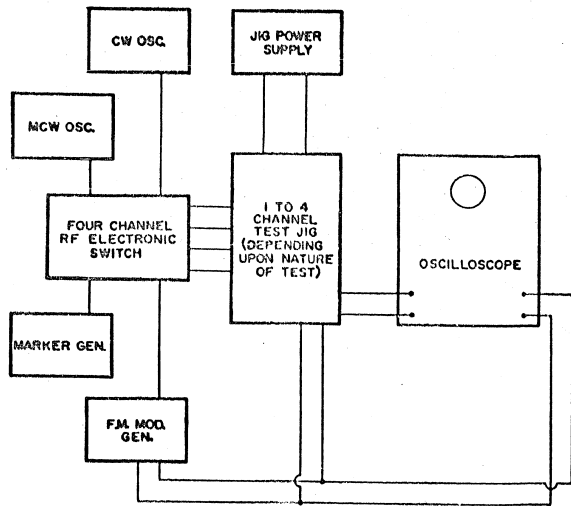 CW OSC.
JIG POWER
SUPPLY
MCW OSC.
FOUR CHANNEL
RF ELECTRONIC
SWITCH
1 TO 4
CHANNEL
TEST JIG
(DEPENDING
UPON NATURE
OF TEST)
OSCILLOSCOPE
MARKER GEN.
F.M. MOD.
GEN.